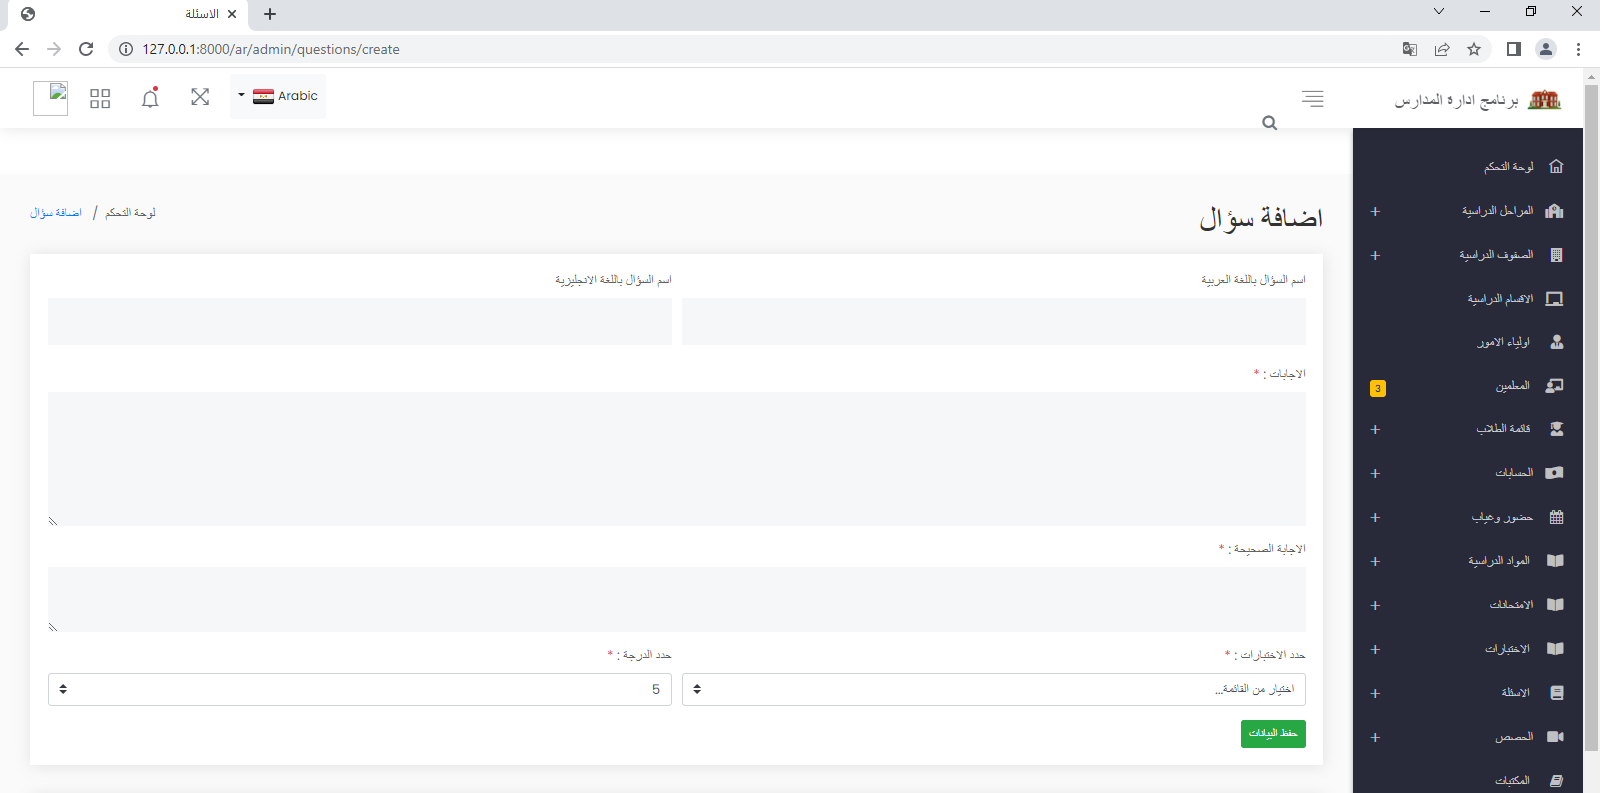 الاسئلة
127.0.0.1:8000/ar/admin/questions/create
برنامج ادارة المدارس
Arabic
لوحة التحكم
المراحل الدراسية
الصفوف الدراسية
الاقسام الدراسية
اولياء الامور
المعلمين
3
قائمة الطلاب
الحسابات
حضور وغياب
المواد الدراسية
الامتحانات
الاختبارات
الاسئلة
الحصص
المكتبات
اضافة سؤال
لوحة التحكم / اضافة سؤال
اسم السؤال باللغة العربية
اسم السؤال باللغة الانجليزية
الاجابات : *
الاجابة الصحيحة : *
حدد الاختبارات : *
حدد الدرجة : *
اختيار من القائمة...
5
حفظ البيانات